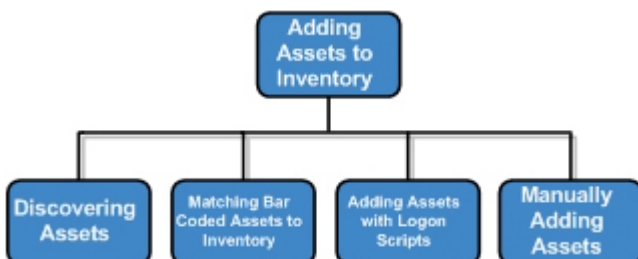 Adding
Assets to
Inventory
Discovering
Assets
Matching Bar
Coded Assets to
Inventory
Adding Assets
with Logon
Scripts
Manually
Adding
Assets